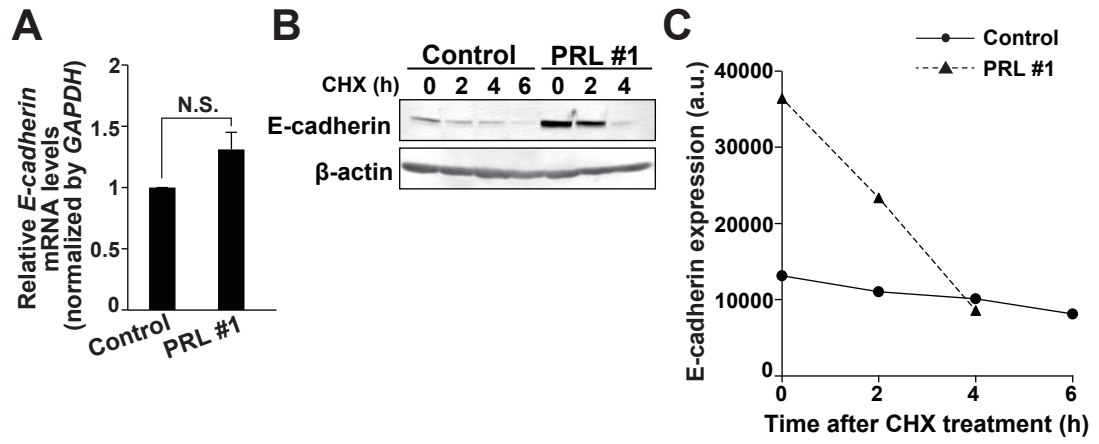 A
Relative E-cadherin
mRNA levels
(normalized by GAPDH)
2
1.5
1
0.5
0
N.S.
Control
PRL #1
B
Control PRL #1
CHX (h) 0 2 4 6 0 2 4
E-cadherin
β-actin
C
Control
PRL #1
E-cadherin expression (a.u.)
40000
30000
20000
10000
0
0 2 4 6
Time after CHX treatment (h)